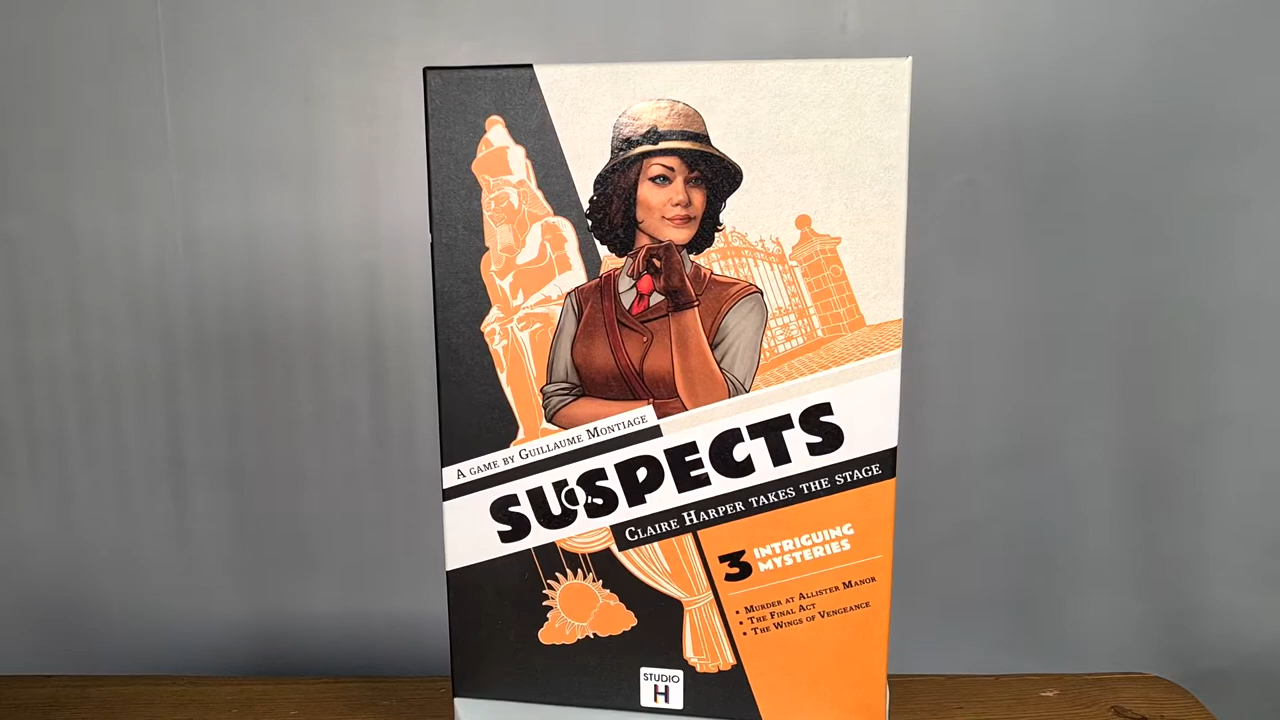 A GAME BY GUILLAUME MONTIAGE
SUSPECTS
CLAIRE HARPER TAKES THE STAGE
3 INTRIGUING
MYSTERIES
• MURDER AT ALLISTER MANOR
• THE FINAL ACT
• THE WINGS OF VENGEANCE
STUDIO
H